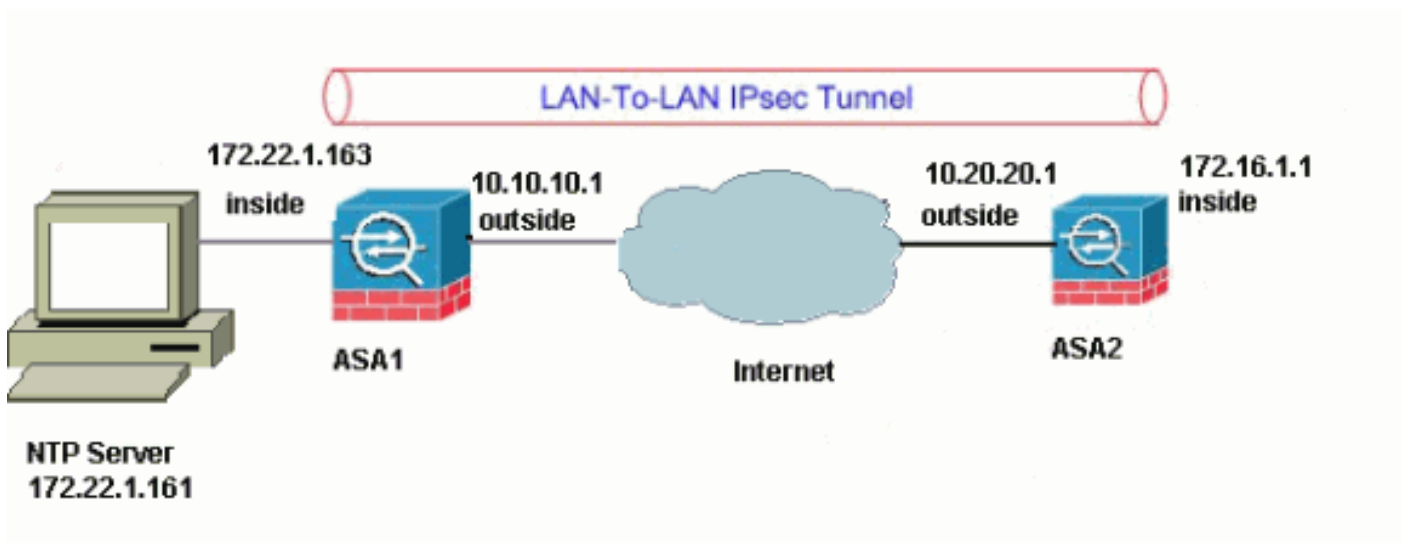 LAN-To-LAN IPsec Tunnel
172.22.1.163
inside
10.10.10.1
outside
10.20.20.1
outside
172.16.1.1
inside
ASA1
Internet
ASA2
NTP Server
172.22.1.161